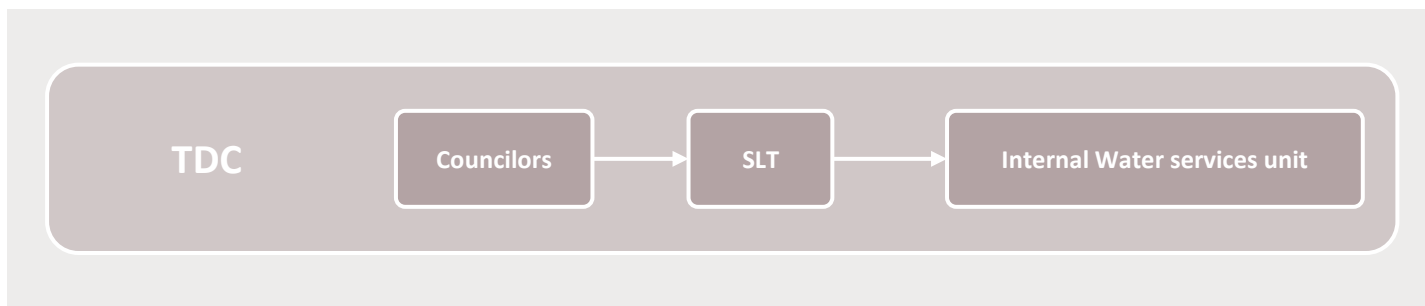 TDC
Councilors
SLT
Internal Water services unit